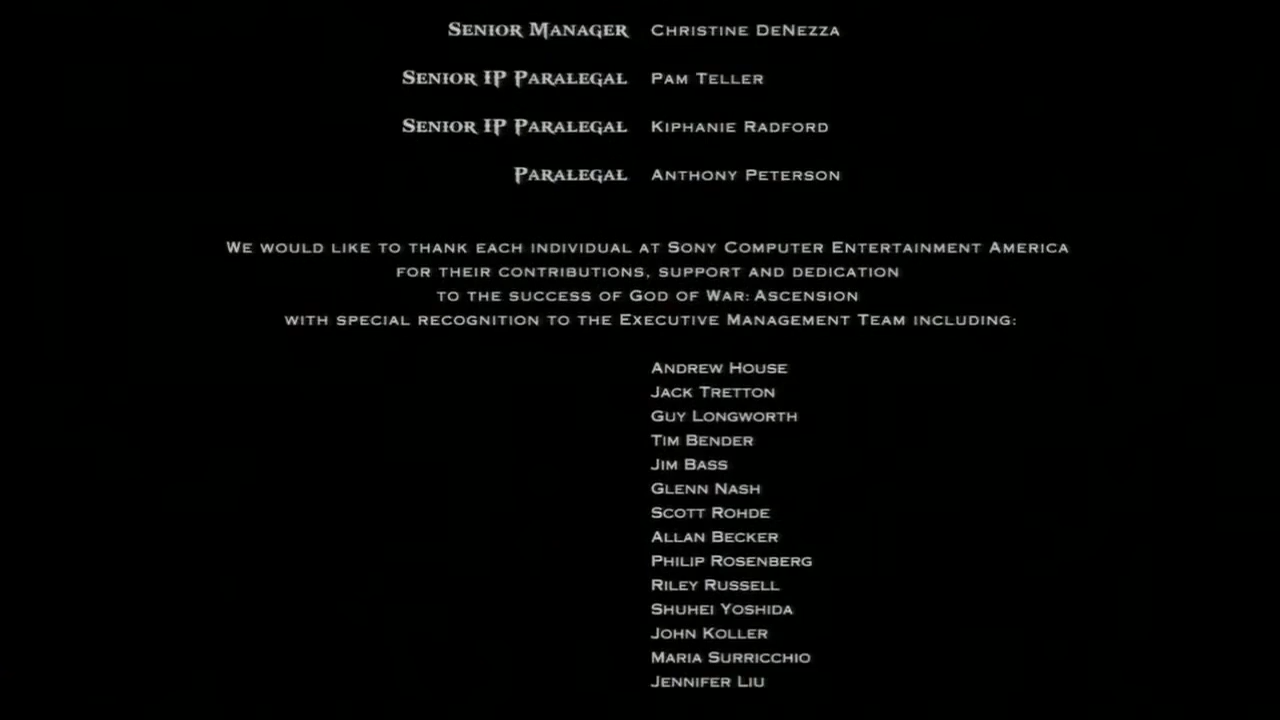 Senior Manager Christine DeNezza
Senior IP Paralegal Pam Teller
Senior IP Paralegal Kiphanie Radford
Paralegal Anthony Peterson
We would like to thank each individual at Sony Computer Entertainment America
for their contributions, support and dedication
to the success of God of War: Ascension
with special recognition to the Executive Management Team including:
Andrew House
Jack Tretton
Guy Longworth
Tim Bender
Jim Bass
Glenn Nash
Scott Rohde
Allan Becker
Philip Rosenberg
Riley Russell
Shuhei Yoshida
John Koller
Maria Surricchio
Jennifer Liu